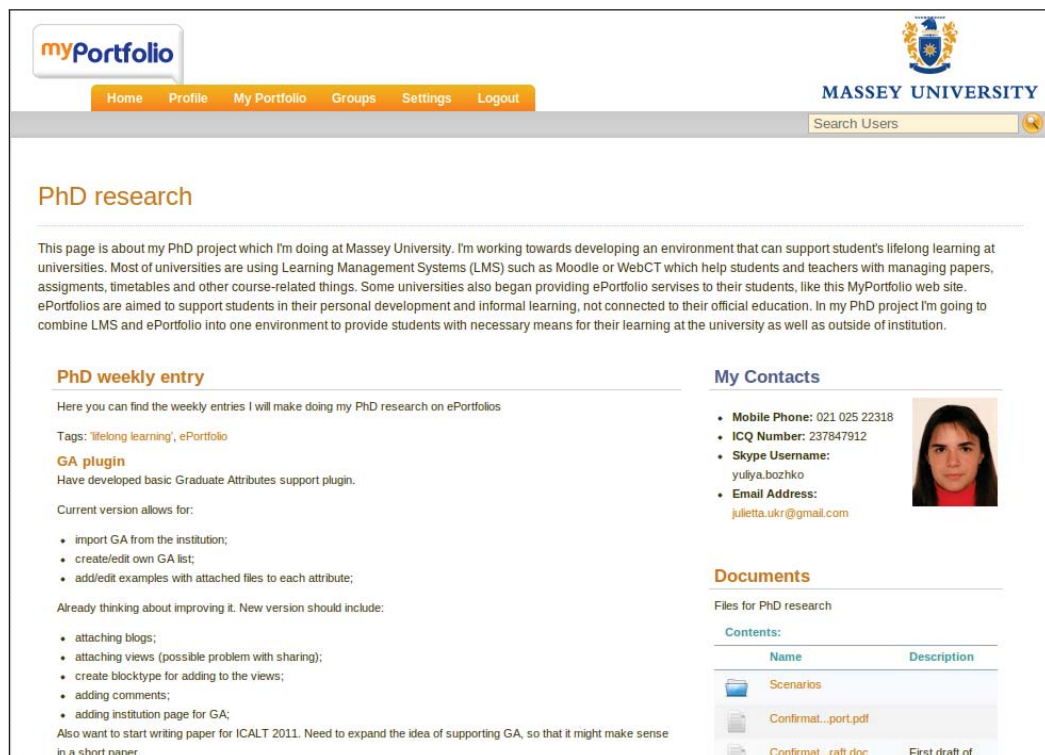 myPortfolio
MASSEY UNIVERSITY
Home Profile My Portfolio Groups Settings Logout
Search Users
PhD research
This page is about my PhD project which I'm doing at Massey University. I'm working towards developing an environment that can support student's lifelong learning at
universities. Most of universities are using Learning Management Systems (LMS) such as Moodle or WebCT which help students and teachers with managing papers,
assigments, timetables and other course-related things. Some universities also began providing ePortfolio servises to their students, like this MyPortfolio web site.
ePortfolios are aimed to support students in their personal development and informal learning, not connected to their official education. In my PhD project I'm going to
combine LMS and ePortfolio into one environment to provide students with necessary means for their learning at the university as well as outside of institution.
PhD weekly entry
Here you can find the weekly entries I will make doing my PhD research on ePortfolios
Tags: 'lifelong learning', ePortfolio
GA plugin
Have developed basic Graduate Attributes support plugin.
Current version allows for:
• import GA from the institution;
• create/edit own GA list;
• add/edit examples with attached files to each attribute;
Already thinking about improving it. New version should include:
• attaching blogs;
• attaching views (possible problem with sharing);
• create blocktype for adding to the views;
• adding comments;
• adding institution page for GA;
Also want to start writing paper for ICALT 2011. Need to expand the idea of supporting GA, so that it might make sense
in a short paper.
My Contacts
• Mobile Phone: 021 025 22318
• ICQ Number: 237847912
• Skype Username:
yuliya.bozhko
• Email Address:
julietta.ukr@gmail.com
Documents
Files for PhD research
Contents:
Name Description
Scenarios
Confirmat...port.pdf
Confirmat...raft.doc First draft of